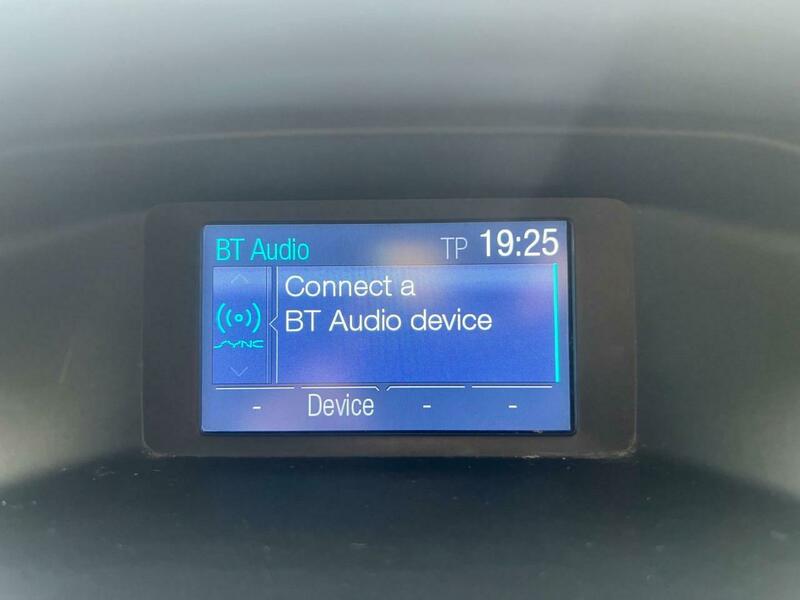 BT Audio TP 19:25
Connect a
BT Audio device
SYNC
- Device - -